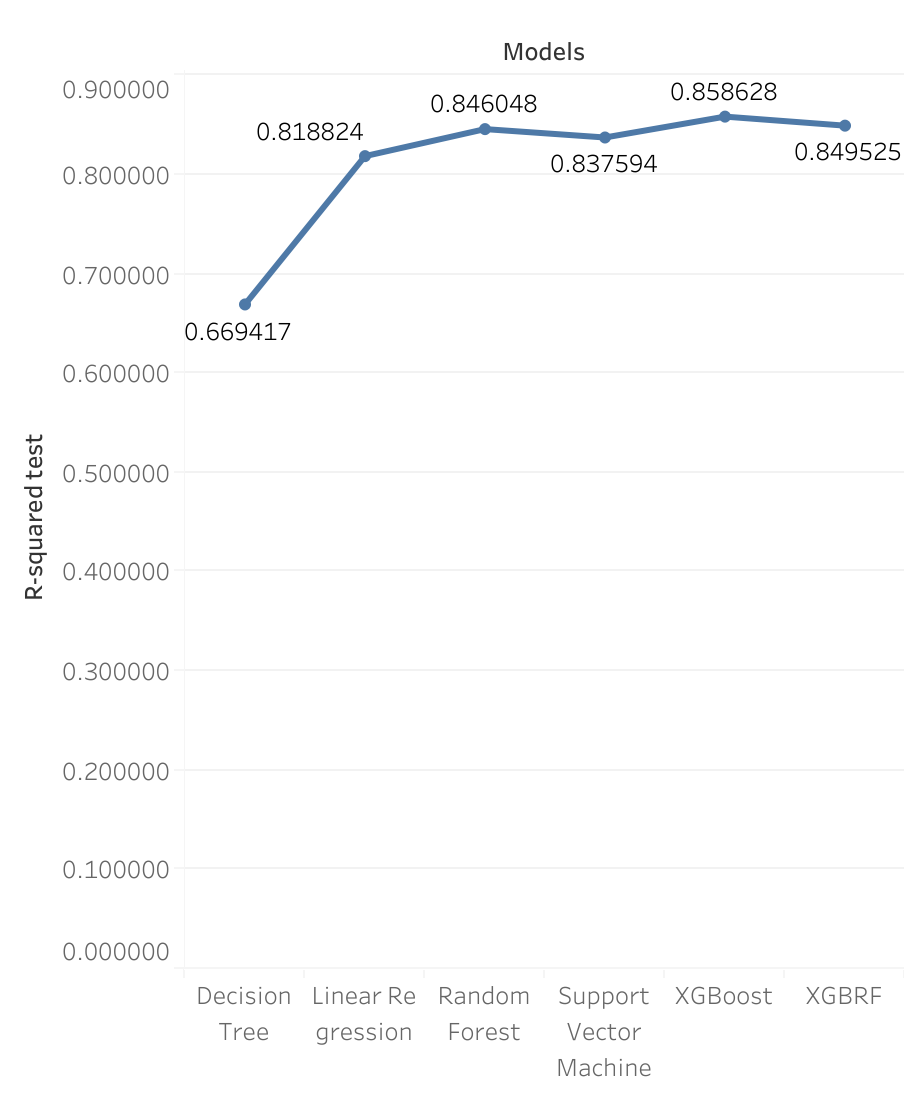 Models
0.900000
0.800000
0.700000
0.600000
0.500000
0.400000
0.300000
0.200000
0.100000
0.000000
R-squared test
0.669417
0.818824
0.846048
0.837594
0.858628
0.849525
Decision
Tree
Linear Re
gression
Random
Forest
Support
Vector
Machine
XGBoost
XGBRF